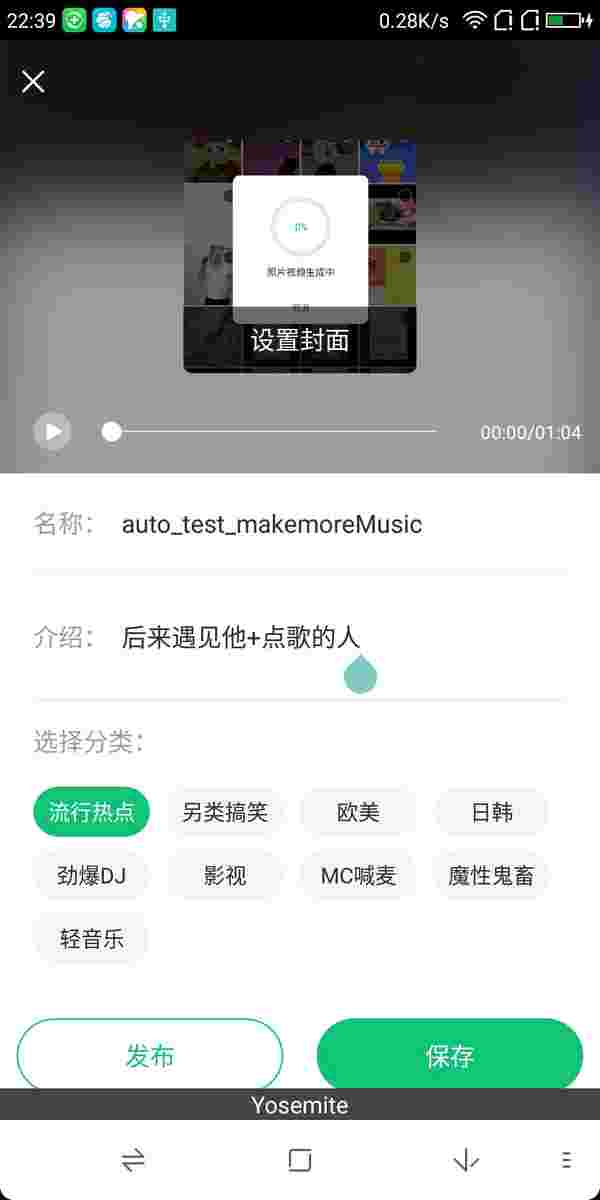 22:39
0.28K/s
0%
照片视频生成中
取消
设置封面
00:00/01:04
名称： auto_test_makemoreMusic
介绍： 后来遇见他+点歌的人
选择分类：
流行热点 另类搞笑 欧美 日韩
劲爆DJ 影视 MC喊麦 魔性鬼畜
轻音乐
发布 保存
Yosemite